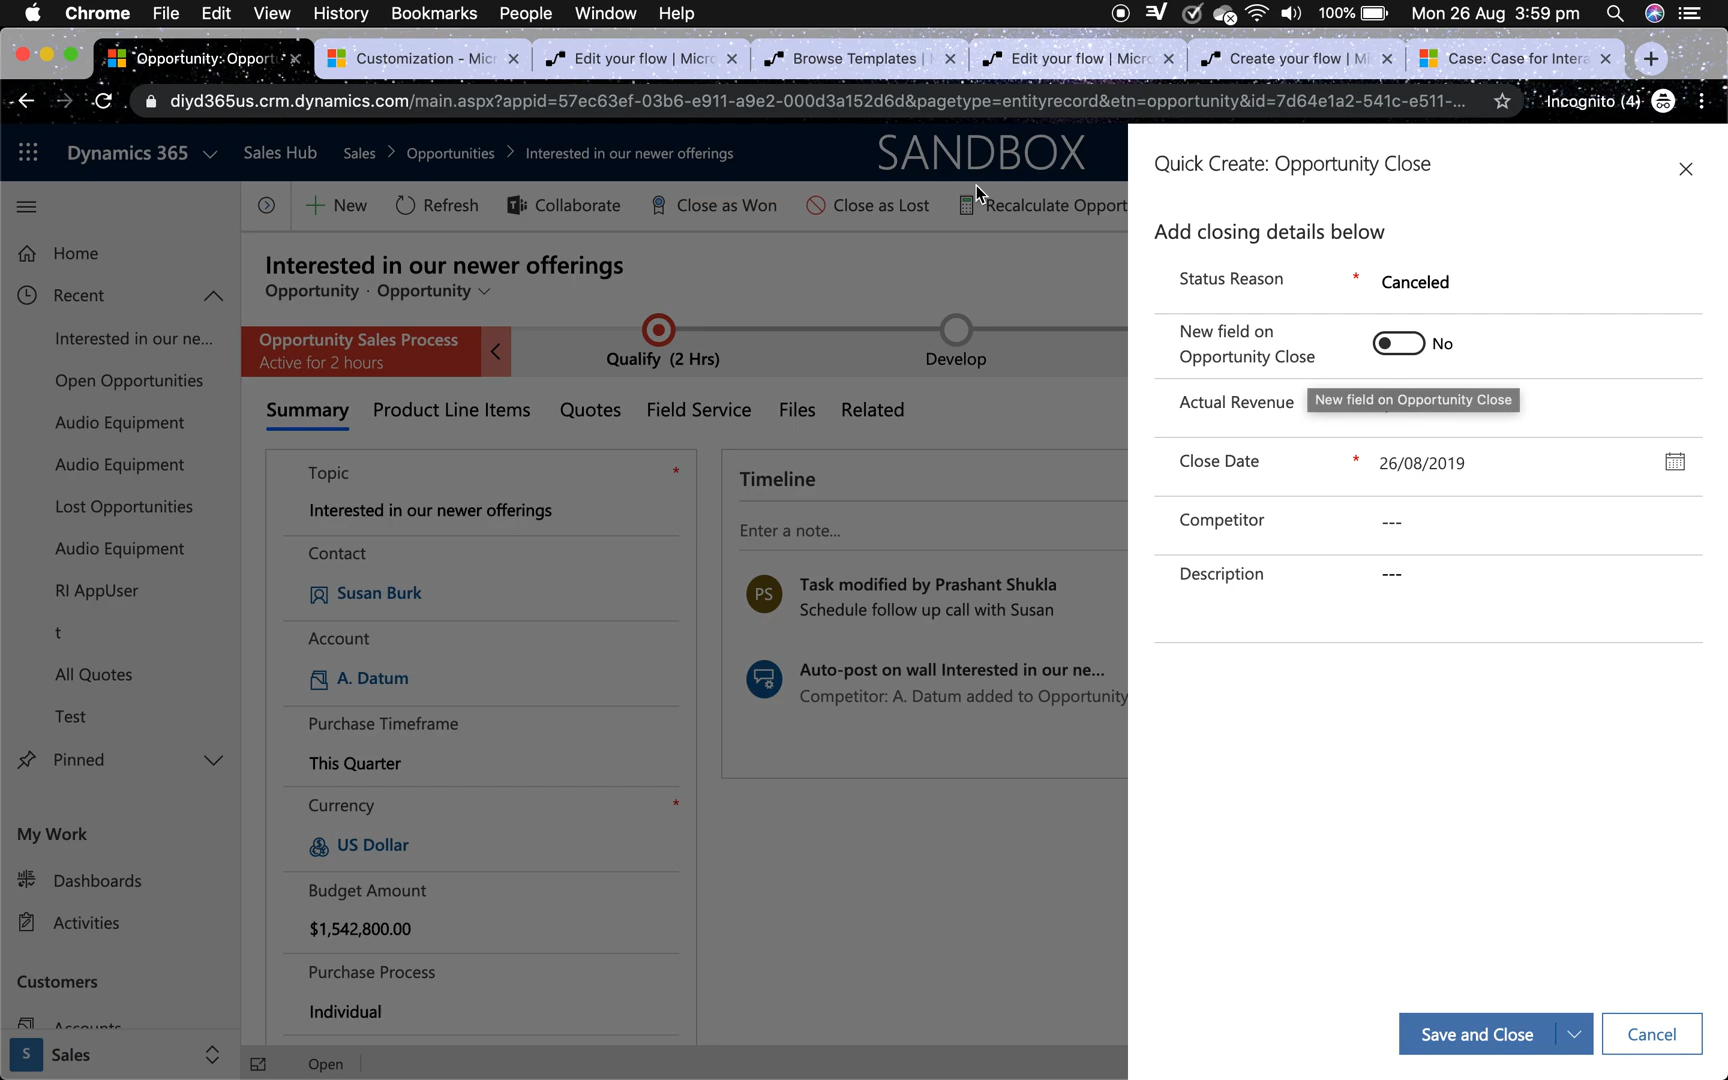 Chrome File Edit View History Bookmarks People Window Help 100% Mon 26 Aug 3:59 pm
Opportunity: Opport Customization - Micr Edit your flow | Micro Browse Templates | Edit your flow | Micro Create your flow | Mi Case: Case for Intera
diyd365us.crm.dynamics.com/main.aspx?appid=57ec63ef-03b6-e911-a9e2-000d3a152d6d&pagetype=entityrecord&etn=opportunity&id=7d64e1a2-541c-e511-... Incognito (4)
Dynamics 365 Sales Hub Sales > Opportunities > Interested in our newer offerings SANDBOX
New Refresh Collaborate Close as Won Close as Lost Recalculate Opport
Home
Recent
Interested in our ne...
Open Opportunities
Audio Equipment
Audio Equipment
Lost Opportunities
Audio Equipment
RI AppUser
t
All Quotes
Test
Pinned
My Work
Dashboards
Activities
Customers
Accounts
S Sales
Interested in our newer offerings
Opportunity · Opportunity
Opportunity Sales Process
Active for 2 hours
Qualify (2 Hrs)
Develop
Summary Product Line Items Quotes Field Service Files Related
Topic *
Interested in our newer offerings
Contact
Susan Burk
Account
A. Datum
Purchase Timeframe
This Quarter
Currency *
US Dollar
Budget Amount
$1,542,800.00
Purchase Process
Individual
Timeline
Enter a note...
PS
Task modified by Prashant Shukla
Schedule follow up call with Susan
Auto-post on wall Interested in our ne...
Competitor: A. Datum added to Opportunity
Open
Quick Create: Opportunity Close
Add closing details below
Status Reason * Canceled
New field on
Opportunity Close
No
Actual Revenue
New field on Opportunity Close
Close Date * 26/08/2019
Competitor ---
Description ---
Save and Close Cancel